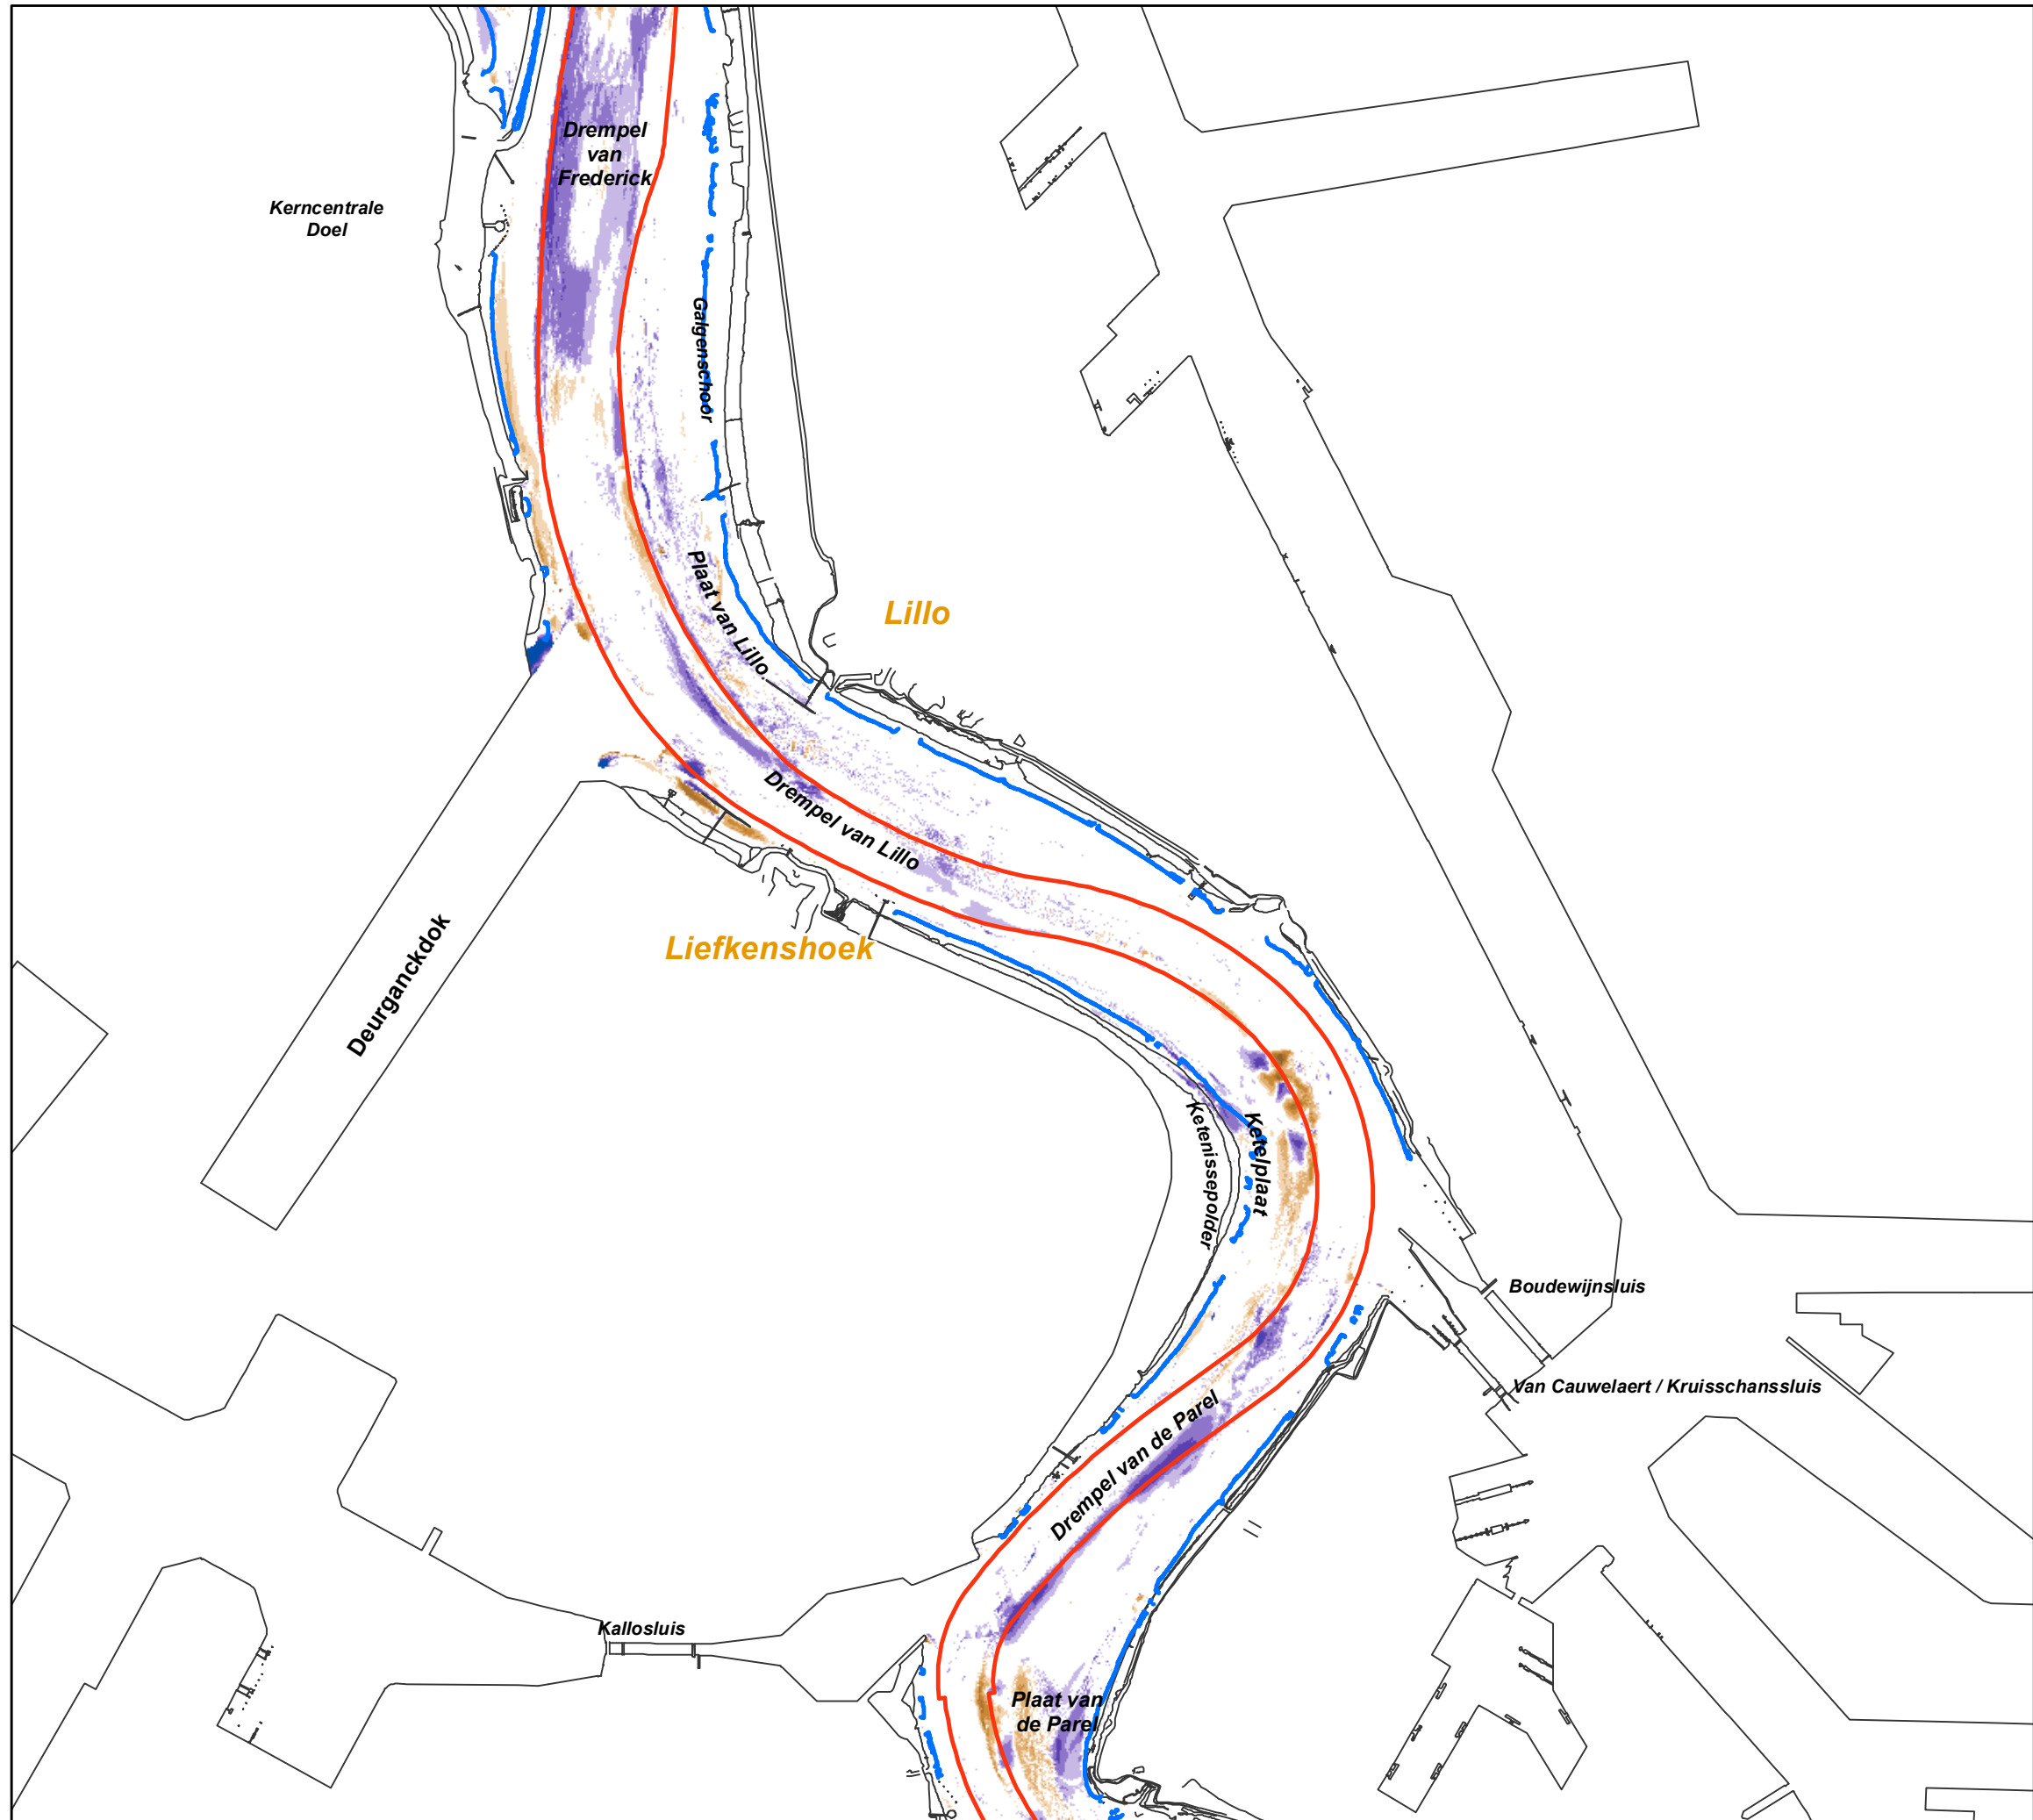 Drempel
van
Frederick
Kerncentrale
Doel
Galgenschoor
Plaat van Lillo
Lillo
Drempel van Lillo
Liefkenshoek
Deurganckdok
Ketenissepolder
Ketelplaat
Boudewijnsluis
Van Cauwelaert / Kruisschanssluis
Drempel van de Parel
Kallosluis
Plaat van
de Parel